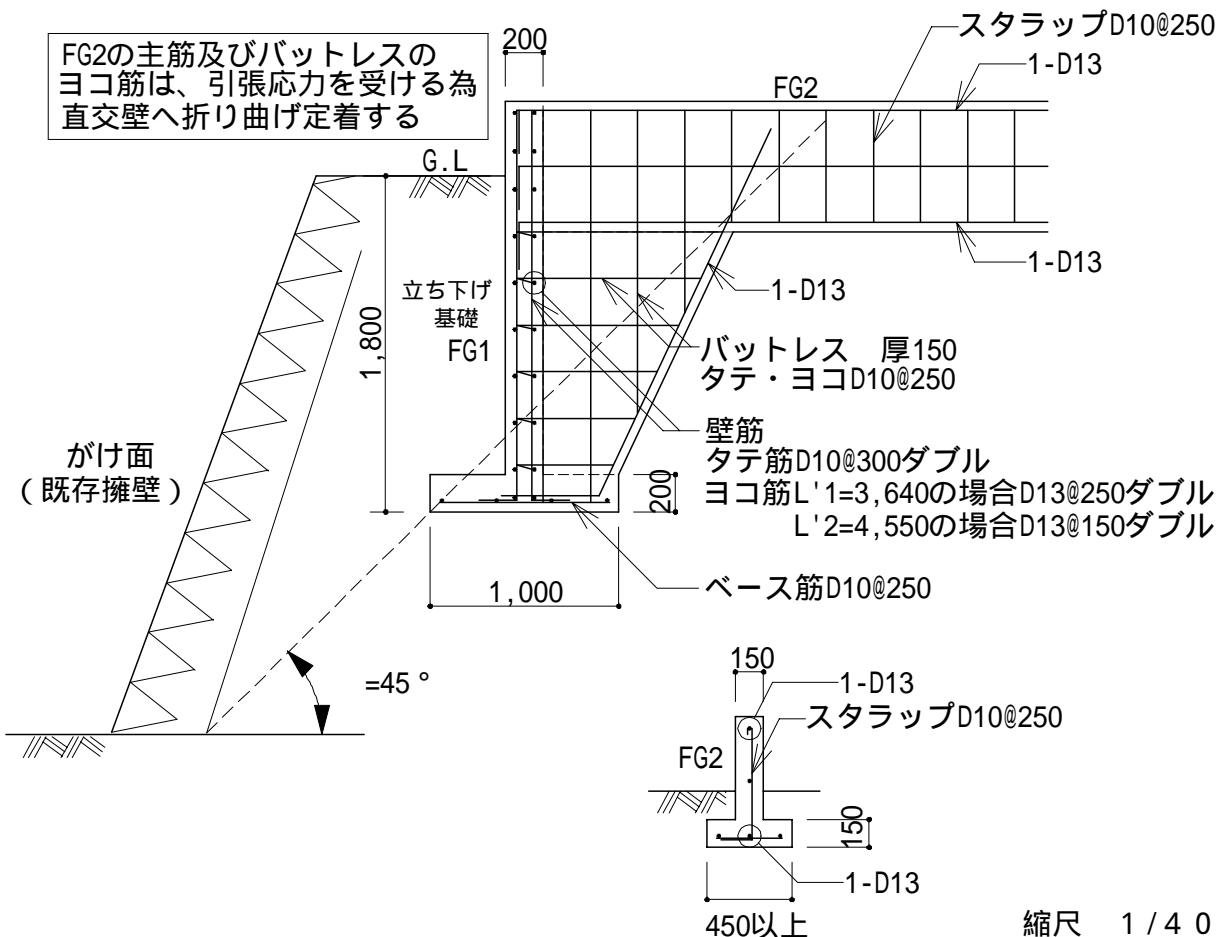 FG2の主筋及びバットレスの
ヨコ筋は、引張応力を受ける為
直交壁へ折り曲げ定着する
200
スタラップD10@250
1-D13
FG2
G.L
1-D13
1-D13
立ち下げ
基礎
FG1
1,800
バットレス　厚150
タテ・ヨコD10@250
がけ面
（既存擁壁）
壁筋
タテ筋D10@300ダブル
ヨコ筋L'1=3,640の場合D13@250ダブル
L'2=4,550の場合D13@150ダブル
200
1,000
ベース筋D10@250
=45°
150
1-D13
スタラップD10@250
FG2
150
1-D13
450以上
縮尺　1/40